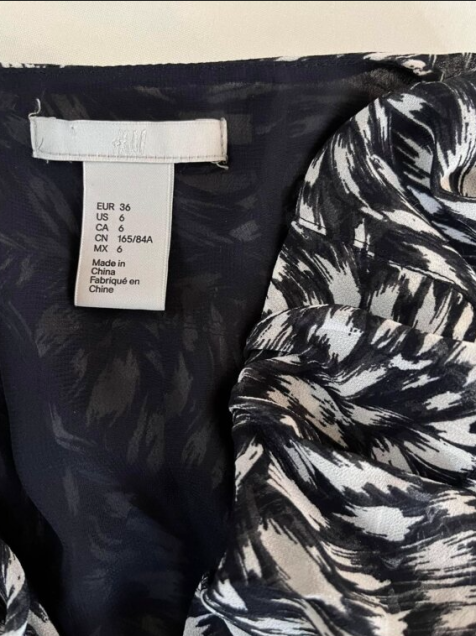 H&M
EUR 36
US 6
CA 6
CN 165/84A
MX 6
Made in
China
Fabriqué en
Chine